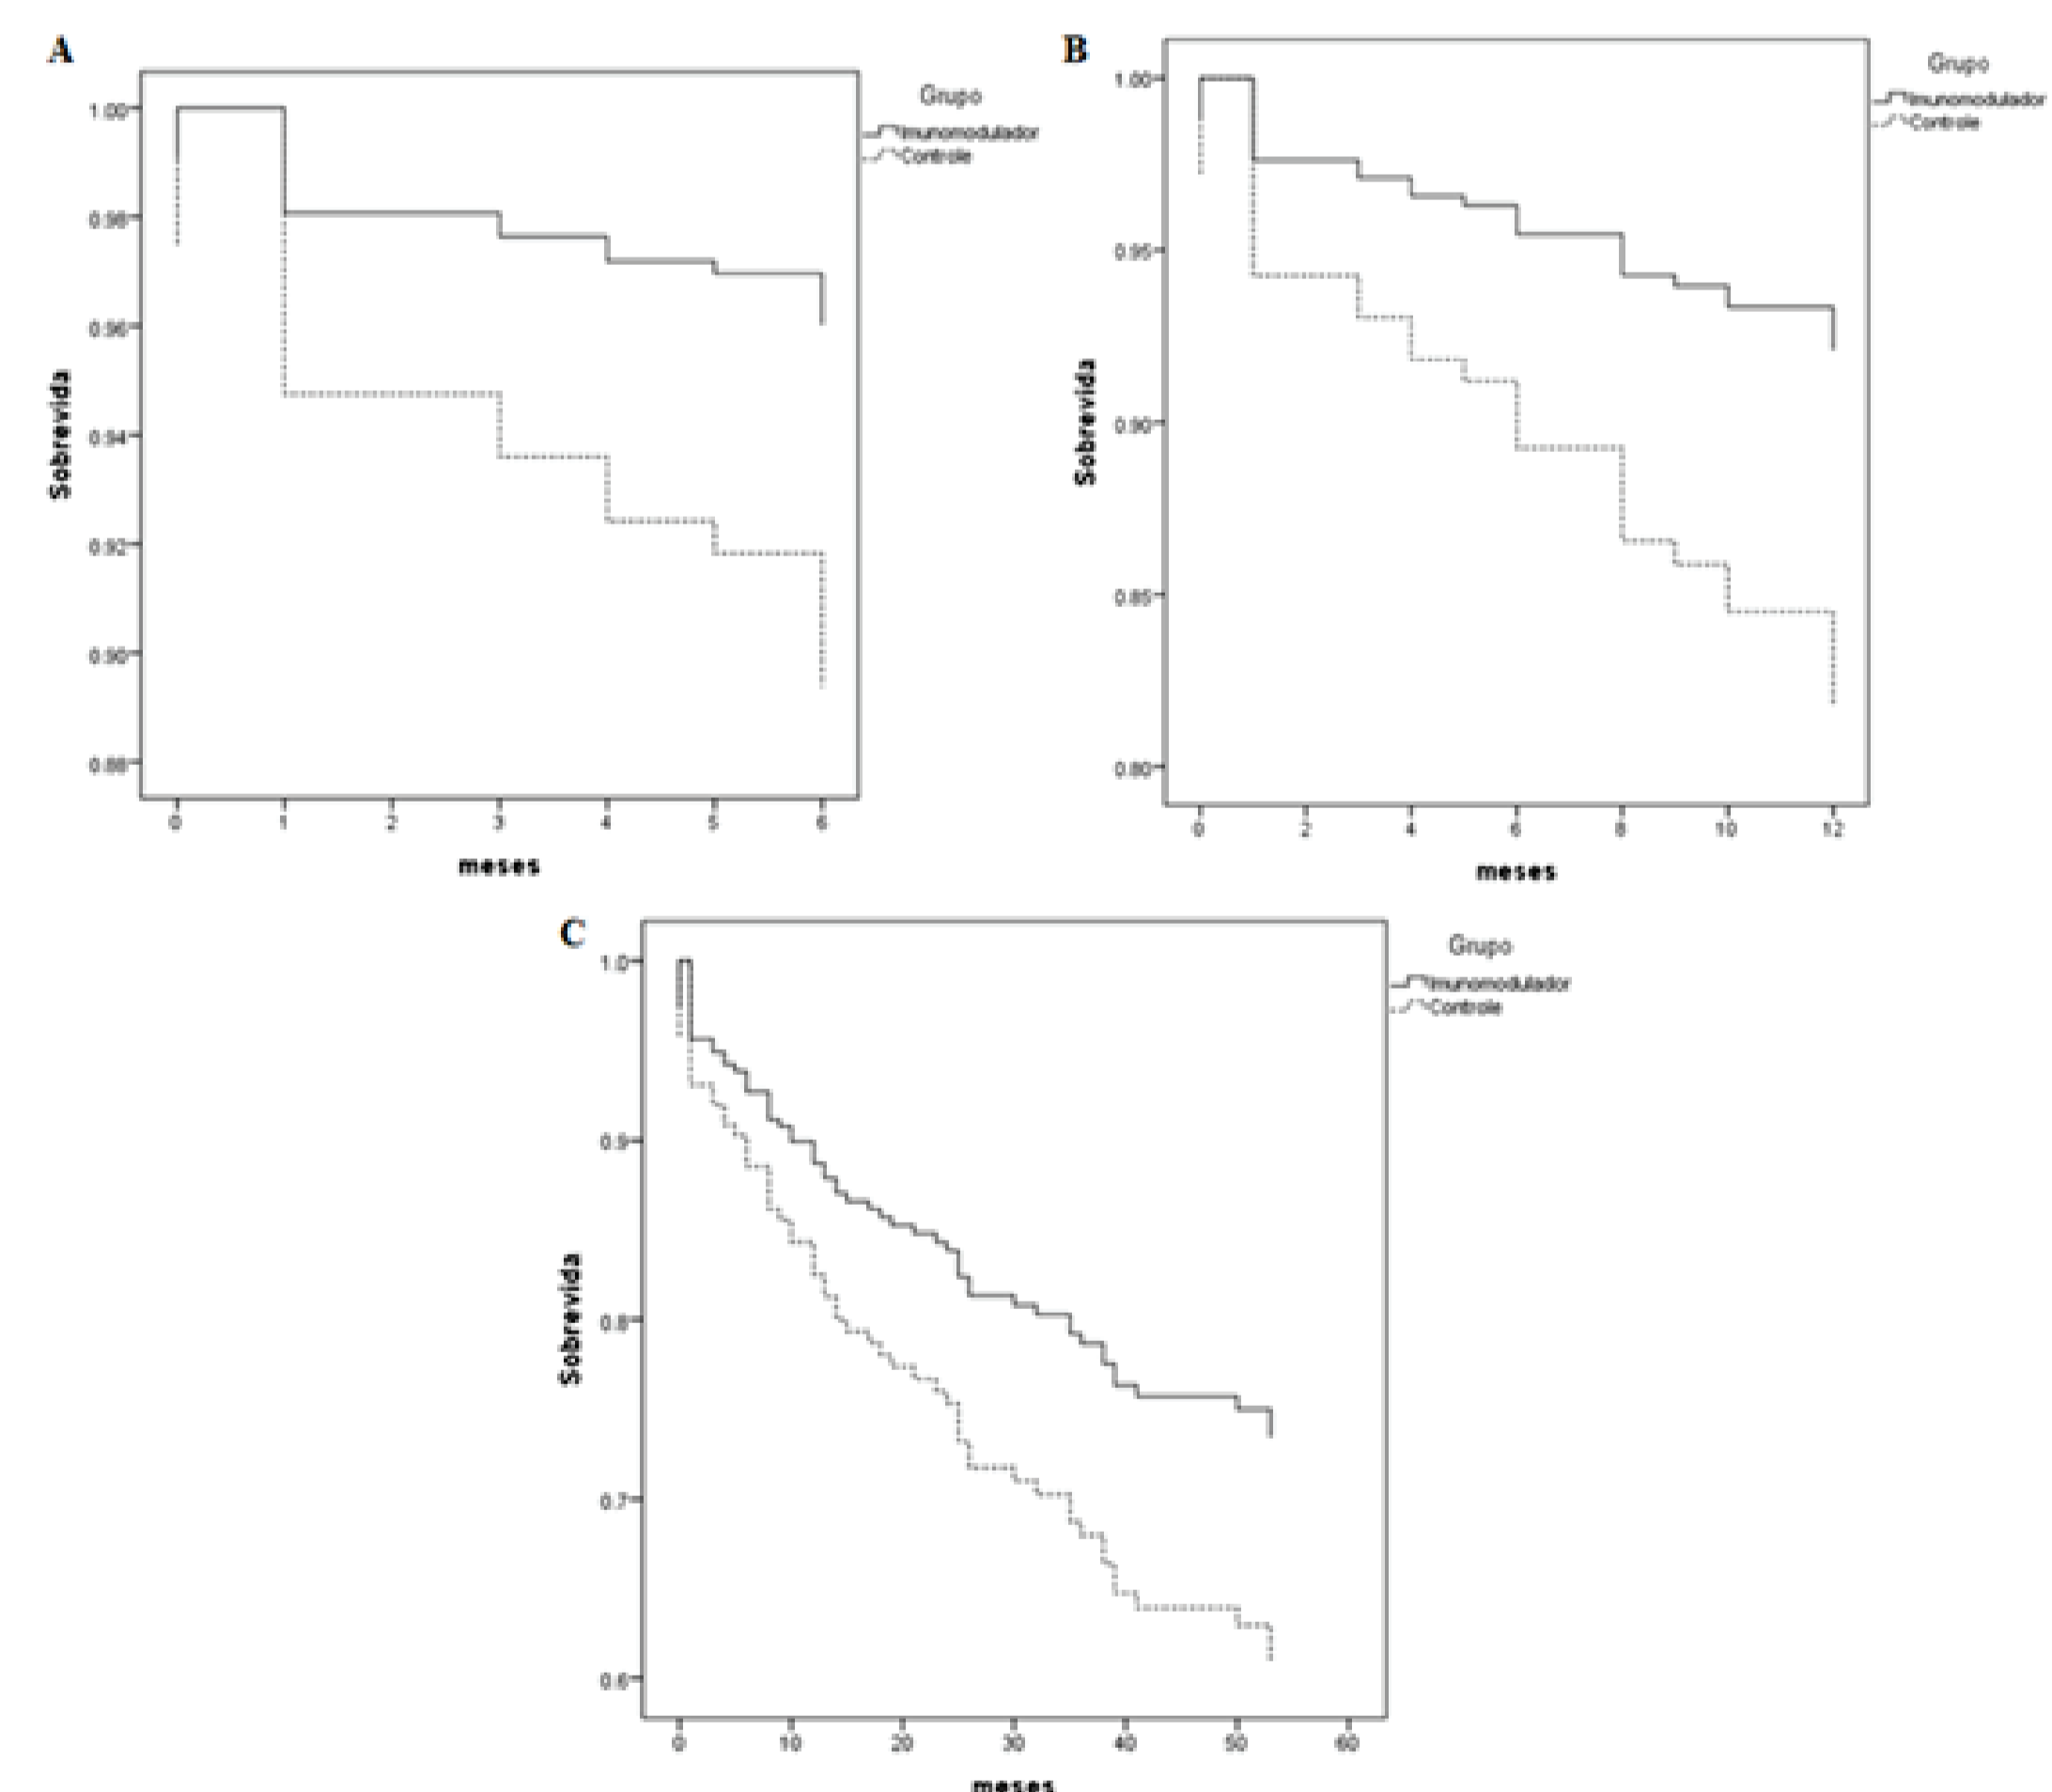 A
Grupo
Imunomodulador
Controle
1.00
0.98
0.96
0.94
0.92
0.90
0.88
Sobrevida
0 1 2 3 4 5 6
meses
B
Grupo
Imunomodulador
Controle
1.00
0.95
0.90
0.85
0.80
Sobrevida
0 2 4 6 8 10 12
meses
C
Grupo
Imunomodulador
Controle
1.0
0.9
0.8
0.7
0.6
Sobrevida
0 10 20 30 40 50 60
meses